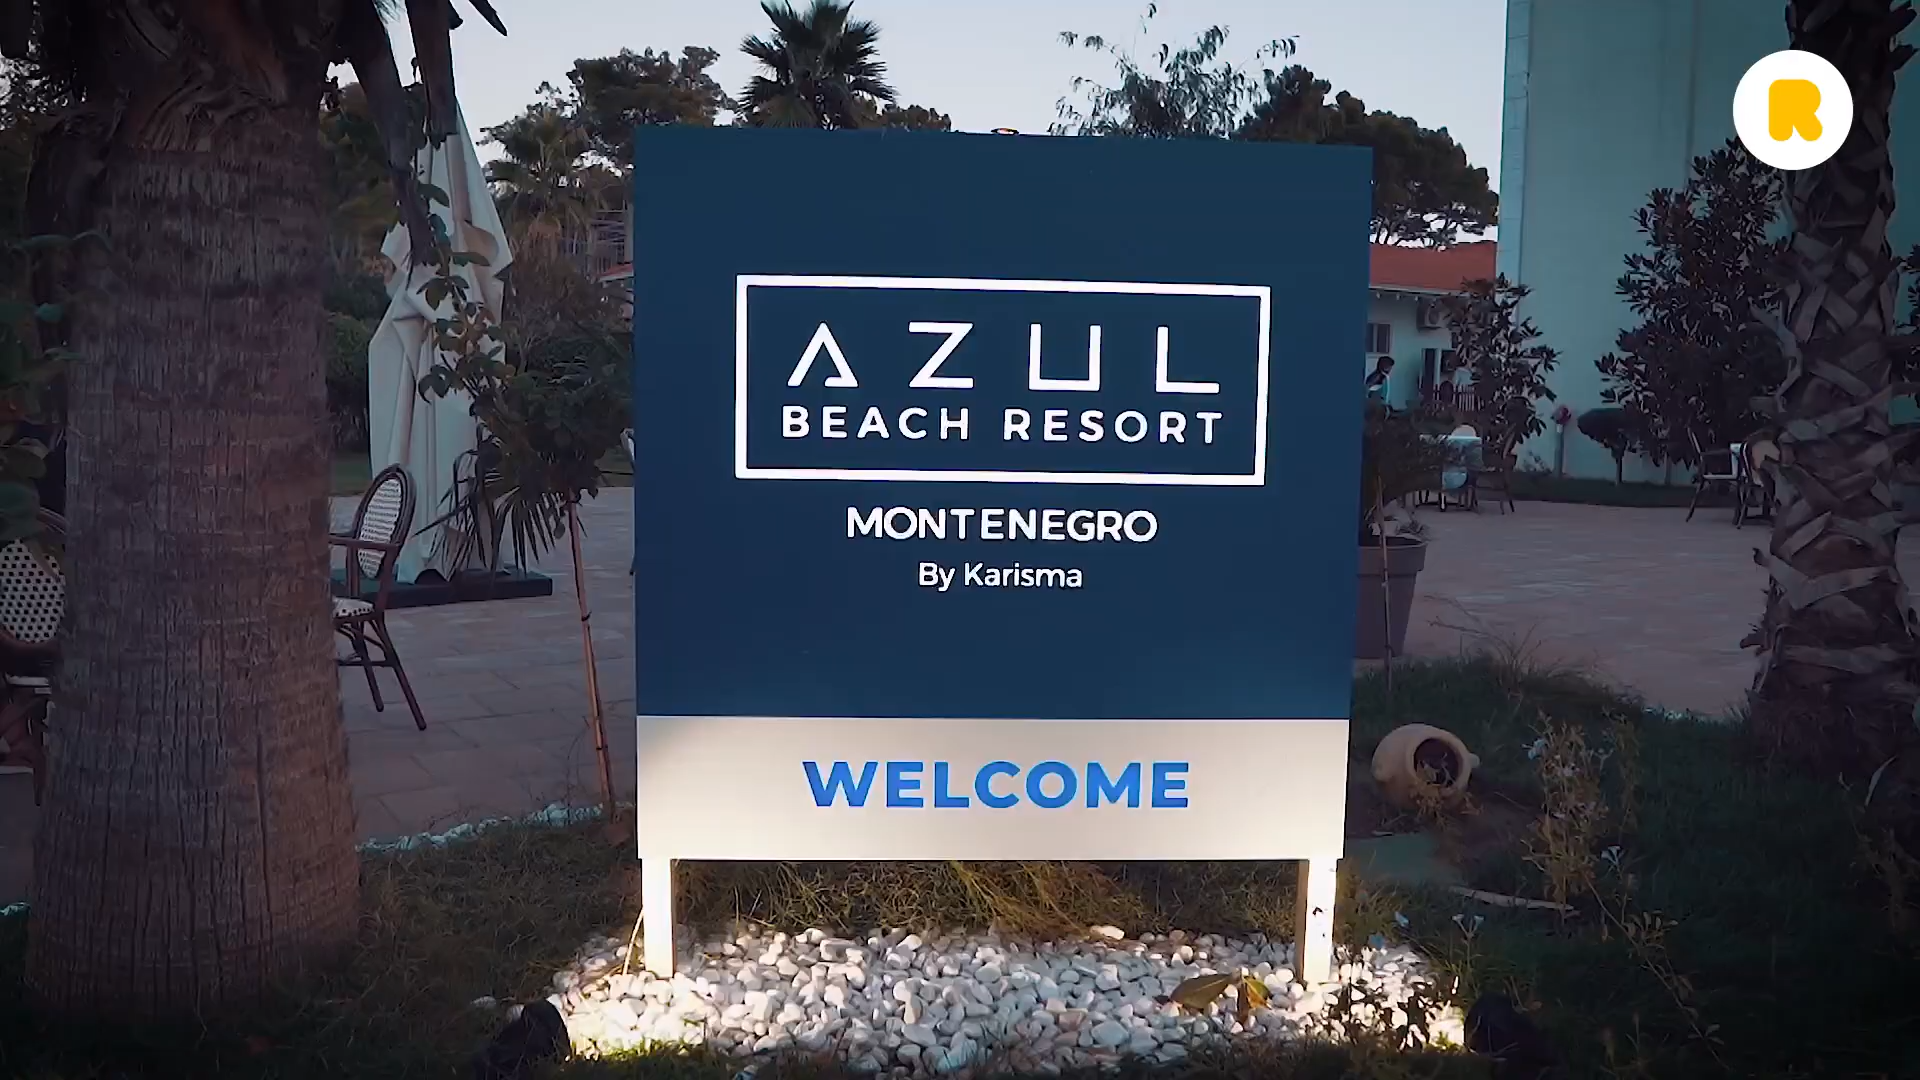 R
AZUL
BEACH RESORT
MONTENEGRO
By Karisma
WELCOME